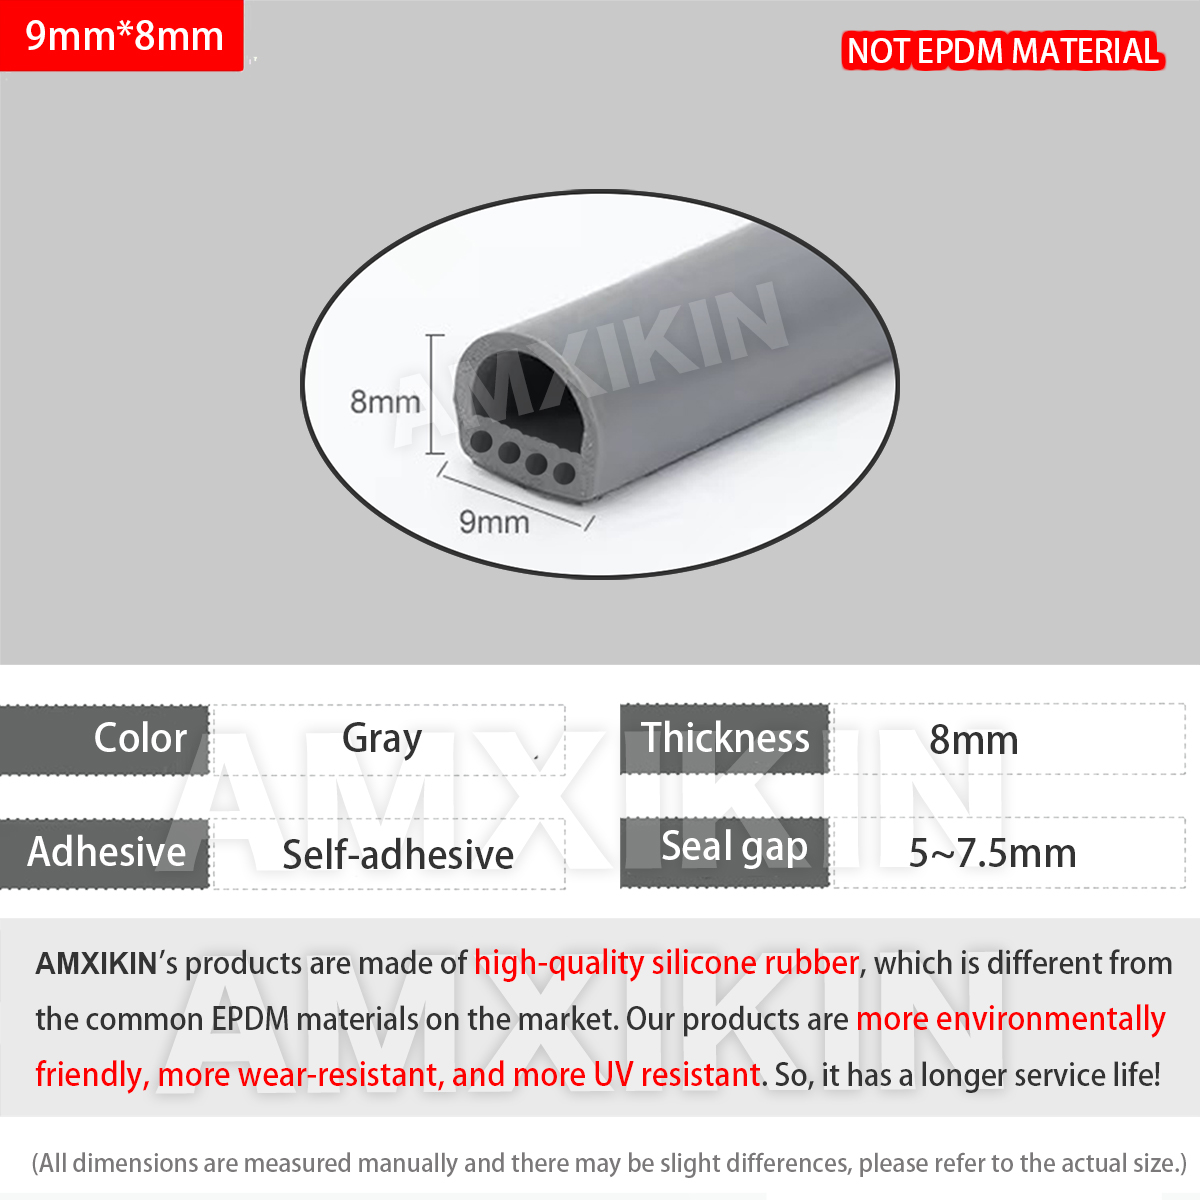 9mm*8mm
NOT EPDM MATERIAL
AMXIKIN
8mm
9mm
Color
Gray
Thickness
8mm
AMXIKIN
Adhesive
Self-adhesive
Seal gap
5~7.5mm
AMXIKIN's products are made of high-quality silicone rubber, which is different from
the common EPDM materials on the market. Our products are more environmentally
friendly, more wear-resistant, and more UV resistant. So, it has a longer service life!
AMXIKIN
(All dimensions are measured manually and there may be slight differences, please refer to the actual size.)